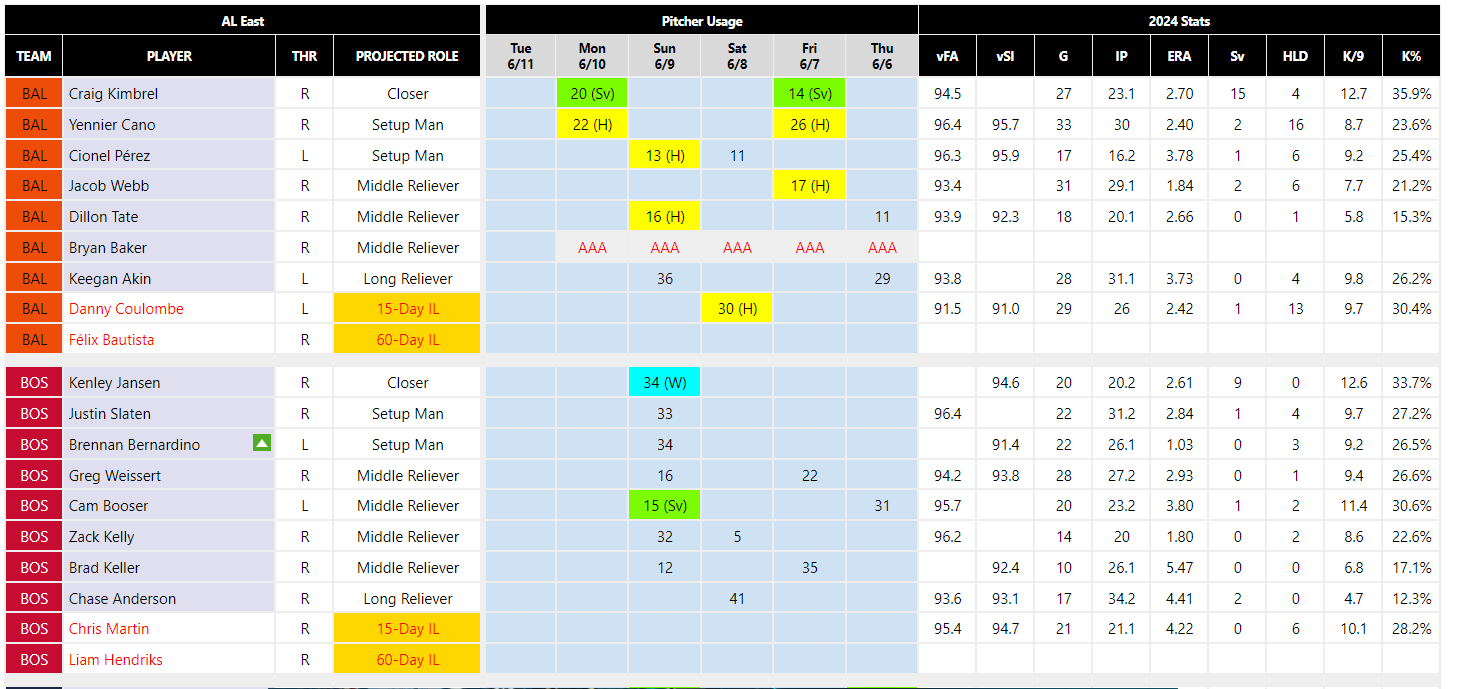 AL East Pitcher Usage 2024 Stats
TEAM PLAYER THR PROJECTED ROLE Tue 6/11 Mon 6/10 Sun 6/9 Sat 6/8 Fri 6/7 Thu 6/6 vFA vSI G IP ERA Sv HLD K/9 K%
BAL Craig Kimbrel R Closer 20 (Sv) 14 (Sv) 94.5 27 23.1 2.70 15 4 12.7 35.9%
BAL Yennier Cano R Setup Man 22 (H) 26 (H) 96.4 95.7 33 30 2.40 2 16 8.7 23.6%
BAL Cionel Pérez L Setup Man 13 (H) 11 96.3 95.9 17 16.2 3.78 1 6 9.2 25.4%
BAL Jacob Webb R Middle Reliever 17 (H) 93.4 31 29.1 1.84 2 6 7.7 21.2%
BAL Dillon Tate R Middle Reliever 16 (H) 11 93.9 92.3 18 20.1 2.66 0 1 5.8 15.3%
BAL Bryan Baker R Middle Reliever AAA AAA AAA AAA AAA
BAL Keegan Akin L Long Reliever 36 29 93.8 28 31.1 3.73 0 4 9.8 26.2%
BAL Danny Coulombe L 15-Day IL 30 (H) 91.5 91.0 29 26 2.42 1 13 9.7 30.4%
BAL Félix Bautista R 60-Day IL
BOS Kenley Jansen R Closer 34 (W) 94.6 20 20.2 2.61 9 0 12.6 33.7%
BOS Justin Slaten R Setup Man 33 96.4 22 31.2 2.84 1 4 9.7 27.2%
BOS Brennan Bernardino L Setup Man 34 91.4 22 26.1 1.03 0 3 9.2 26.5%
BOS Greg Weissert R Middle Reliever 16 22 94.2 93.8 28 27.2 2.93 0 1 9.4 26.6%
BOS Cam Booser L Middle Reliever 15 (Sv) 31 95.7 20 23.2 3.80 1 2 11.4 30.6%
BOS Zack Kelly R Middle Reliever 32 5 96.2 14 20 1.80 0 2 8.6 22.6%
BOS Brad Keller R Middle Reliever 12 35 92.4 10 26.1 5.47 0 0 6.8 17.1%
BOS Chase Anderson R Long Reliever 41 93.6 93.1 17 34.2 4.41 2 0 4.7 12.3%
BOS Chris Martin R 15-Day IL 95.4 94.7 21 21.1 4.22 0 6 10.1 28.2%
BOS Liam Hendriks R 60-Day IL